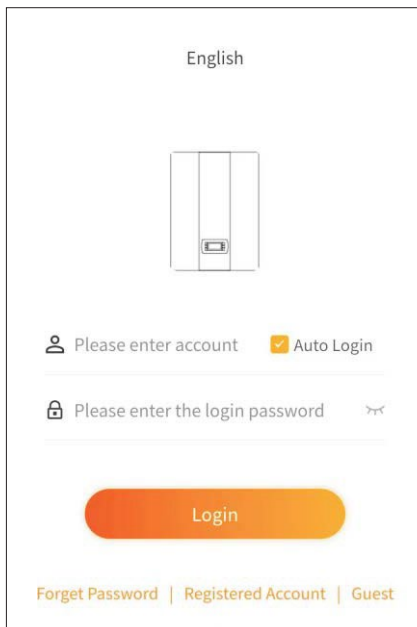 English
Please enter account Auto Login
Please enter the login password
Login
Forget Password | Registered Account | Guest